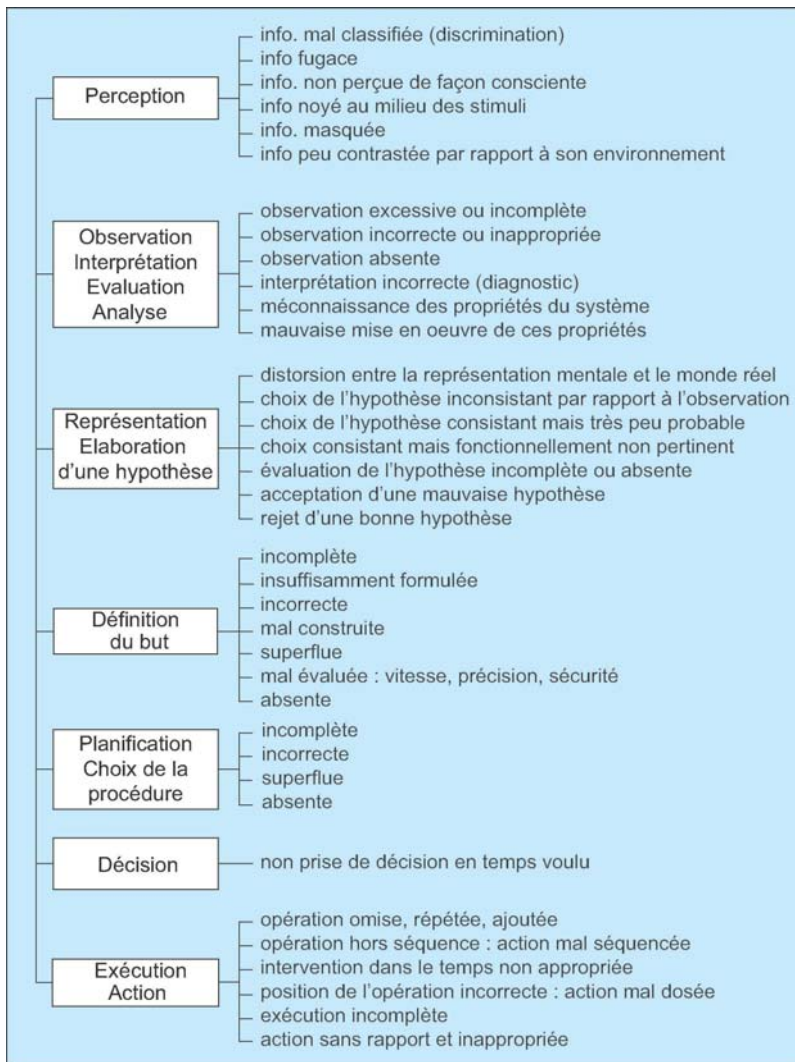 Perception
info. mal classifiée (discrimination)
info fugace
info. non perçue de façon consciente
info noyé au milieu des stimuli
info. masquée
info peu contrastée par rapport à son environnement
Observation
Interprétation
Evaluation
Analyse
observation excessive ou incomplète
observation incorrecte ou inappropriée
observation absente
interprétation incorrecte (diagnostic)
méconnaissance des propriétés du système
mauvaise mise en oeuvre de ces propriétés
Représentation
Elaboration
d'une hypothèse
distorsion entre la représentation mentale et le monde réel
choix de l'hypothèse inconsistant par rapport à l'observation
choix de l'hypothèse consistant mais très peu probable
choix consistant mais fonctionnellement non pertinent
évaluation de l'hypothèse incomplète ou absente
acceptation d'une mauvaise hypothèse
rejet d'une bonne hypothèse
Définition
du but
incomplète
insuffisamment formulée
incorrecte
mal construite
superflue
mal évaluée : vitesse, précision, sécurité
absente
Planification
Choix de la
procédure
incomplète
incorrecte
superflue
absente
Décision
non prise de décision en temps voulu
Exécution
Action
opération omise, répétée, ajoutée
opération hors séquence : action mal séquencée
intervention dans le temps non appropriée
position de l'opération incorrecte : action mal dosée
exécution incomplète
action sans rapport et inappropriée